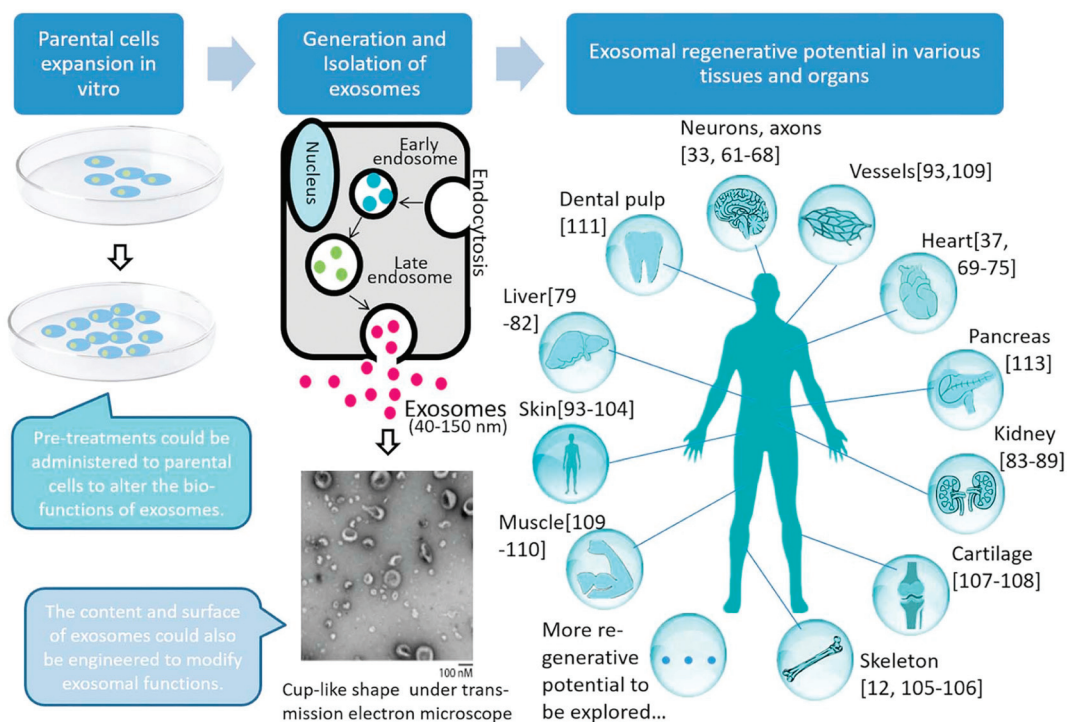 Parental cells
expansion in
vitro
Generation and
Isolation of
exosomes
Exosomal regenerative potential in various
tissues and organs
Nucleus
Early
endosome
Endocytosis
Late
endosome
Exosomes
(40-150 nm)
Pre-treatments could be
administered to parental
cells to alter the bio-
functions of exosomes.
The content and surface
of exosomes could also
be engineered to modify
exosomal functions.
100 nM
Cup-like shape under trans-
mission electron microscope
Neurons, axons
[33, 61-68]
Vessels[93,109]
Dental pulp
[111]
Heart[37,
69-75]
Liver[79
-82]
Pancreas
[113]
Skin[93-104]
Kidney
[83-89]
Muscle[109
-110]
Cartilage
[107-108]
More re-
generative
potential to
be explored...
Skeleton
[12, 105-106]